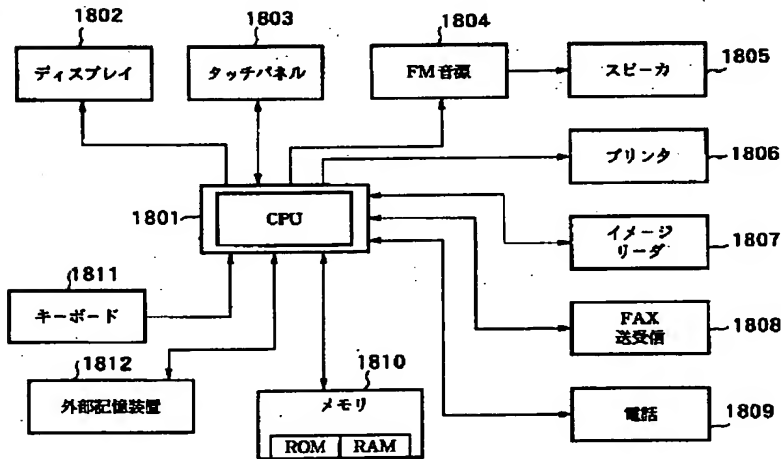 1802
1803
1804
ディスプレイ
タッチパネル
FM音源
スピーカ
1805
プリンタ
1806
1801
CPU
イメージ
リーダ
1807
1811
キーボード
FAX
送受信
1808
1812
外部記憶装置
1810
メモリ
ROM
RAM
電話
1809